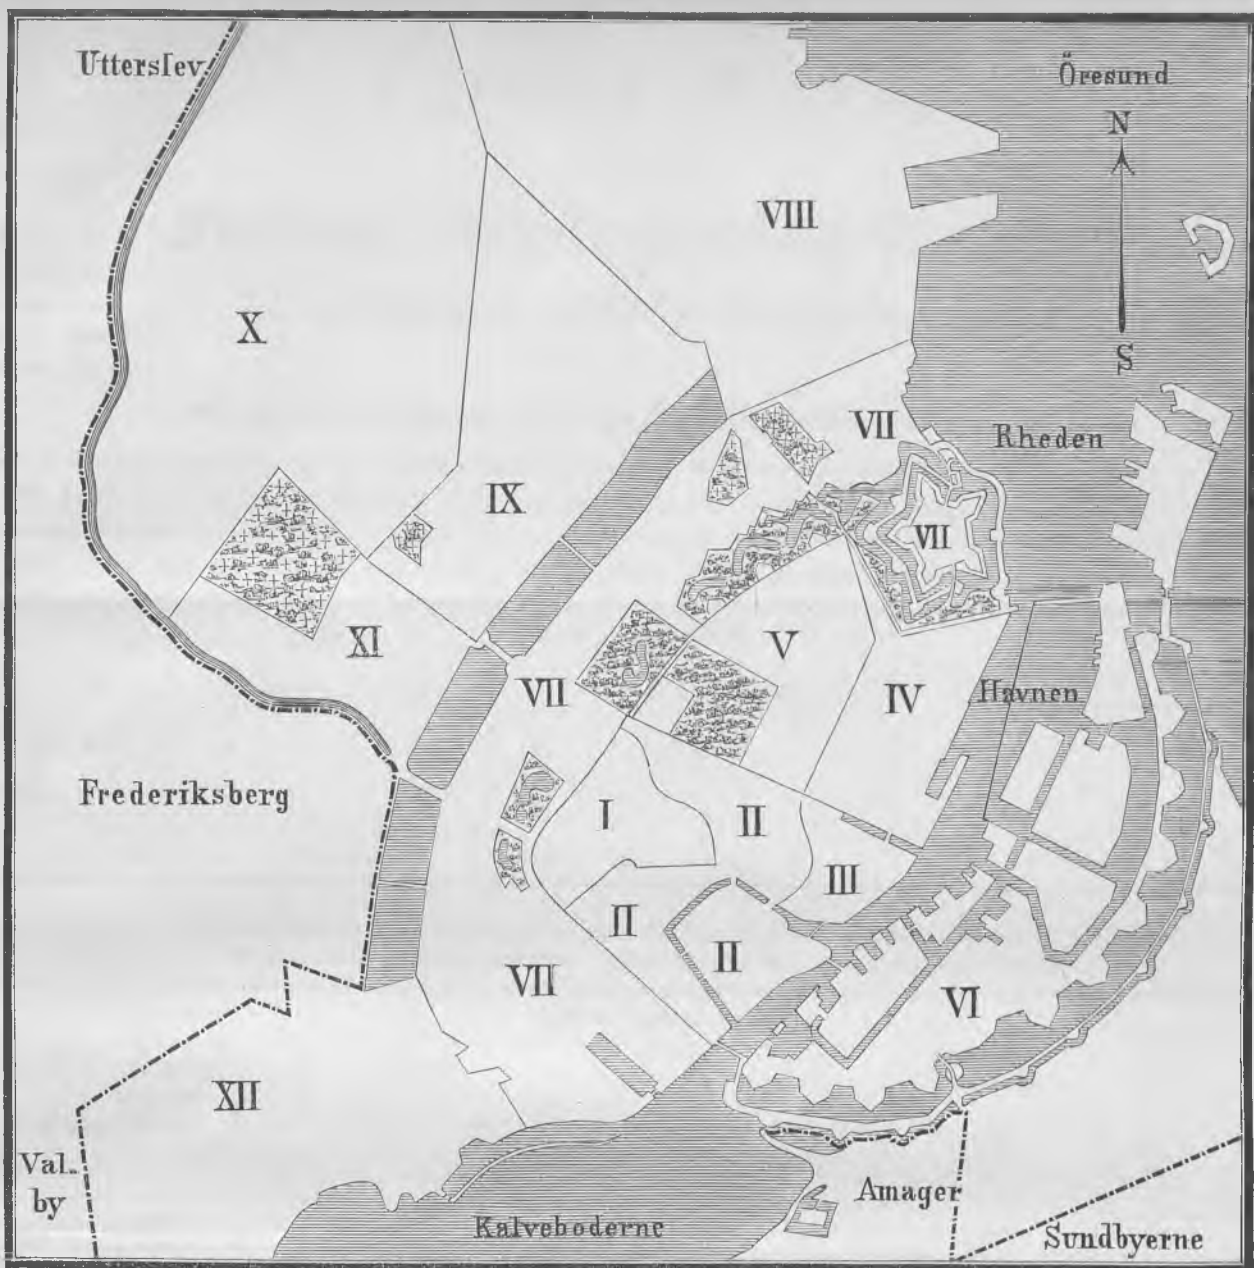 Utterslev
Öresund
N
VIII
X
S
VII
Rheden
IX
VII
XI
V
VII
IV
Havnen
Frederiksberg
I
II
III
II
II
VII
VI
XII
Val-
by
Amager
Kalveboderne
Sundbyerne